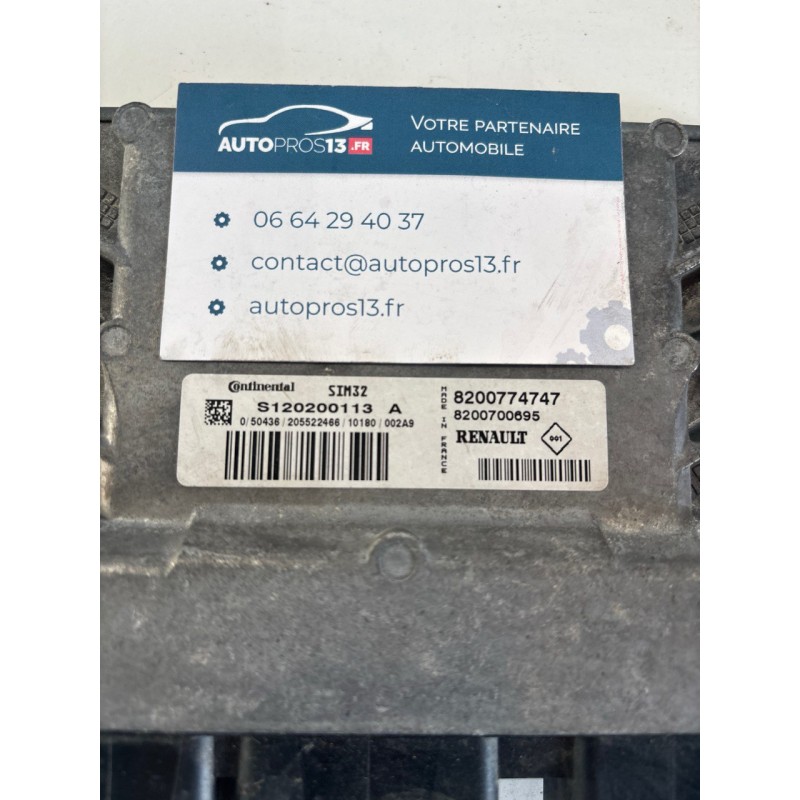 AUTOPROS13.FR
VOTRE PARTENAIRE
AUTOMOBILE
06 64 29 40 37
contact@autopros13.fr
autopros13.fr
Continental SIM32
S120200113 A
0/50436/205522466/10180/002A9
MADE IN FRANCE
8200774747
8200700695
RENAULT 001